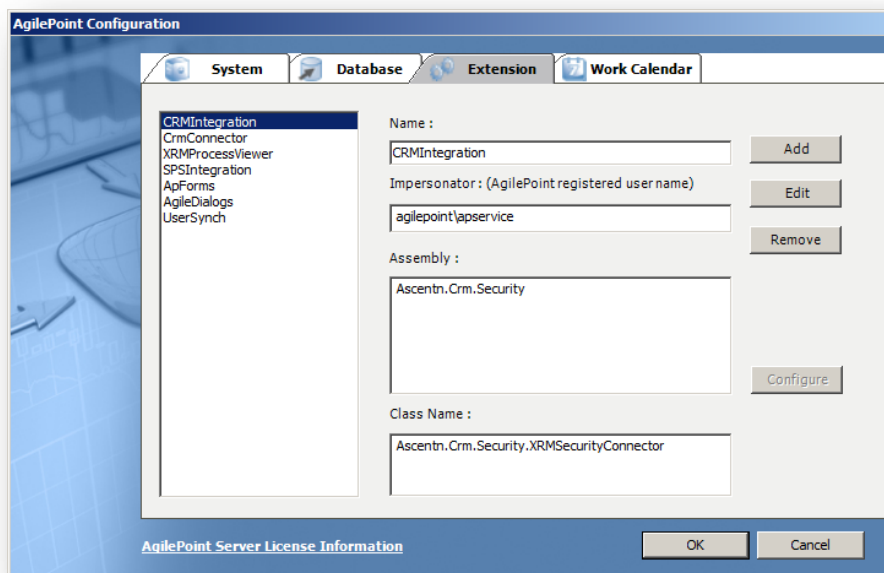 AgilePoint Configuration
System
Database
Extension
Work Calendar
CRMIntegration
CrmConnector
XRMProcessViewer
SPSIntegration
ApForms
AgileDialogs
UserSynch
Name :
CRMIntegration
Impersonator : (AgilePoint registered user name)
agilepoint\apservice
Assembly :
Ascentn.Crm.Security
Class Name :
Ascentn.Crm.Security.XRMSecurityConnector
Add
Edit
Remove
Configure
AgilePoint Server License Information
OK
Cancel